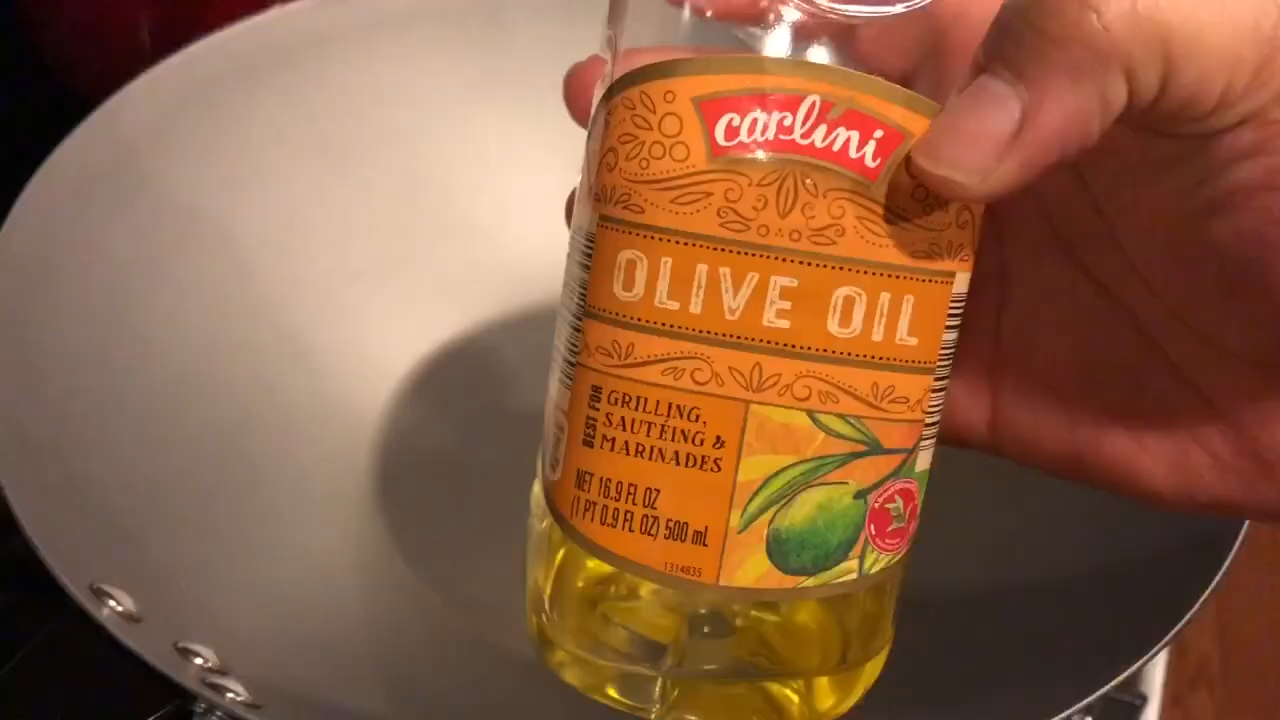 carlini
OLIVE OIL
BEST FOR
GRILLING,
SAUTÉING &
MARINADES
NET 16.9 FL OZ
(1 PT 0.9 FL OZ) 500 mL
1314835